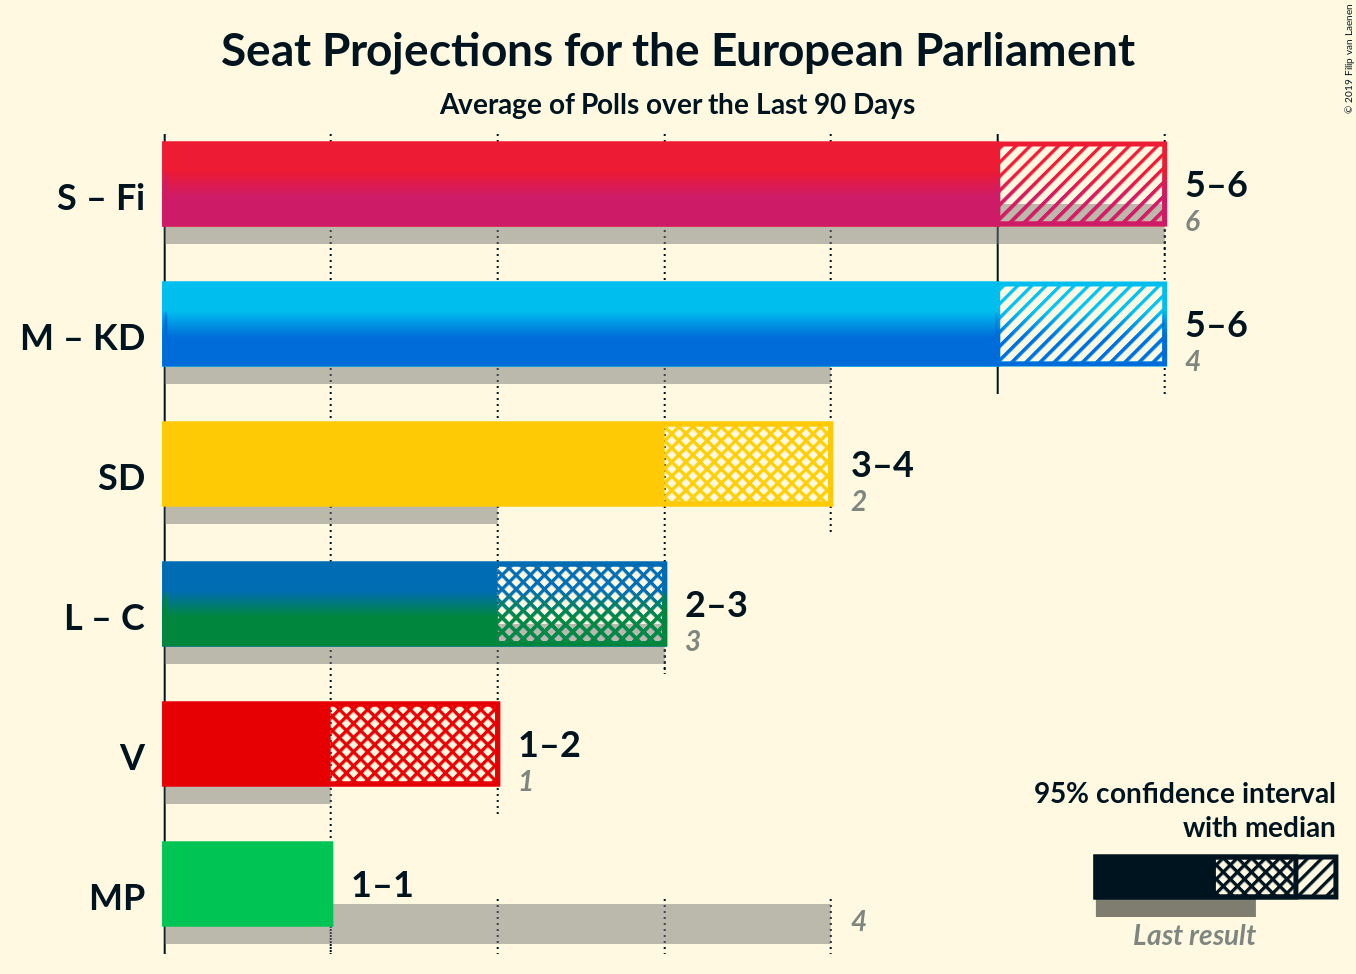 Seat Projections for the European Parliament
Average of Polls over the Last 90 Days
© 2019 Filip van Laenen
S – Fi
5–6
6
M – KD
5–6
4
SD
3–4
2
L – C
2–3
3
V
1–2
1
MP
1–1
4
95% confidence interval
with median
Last result